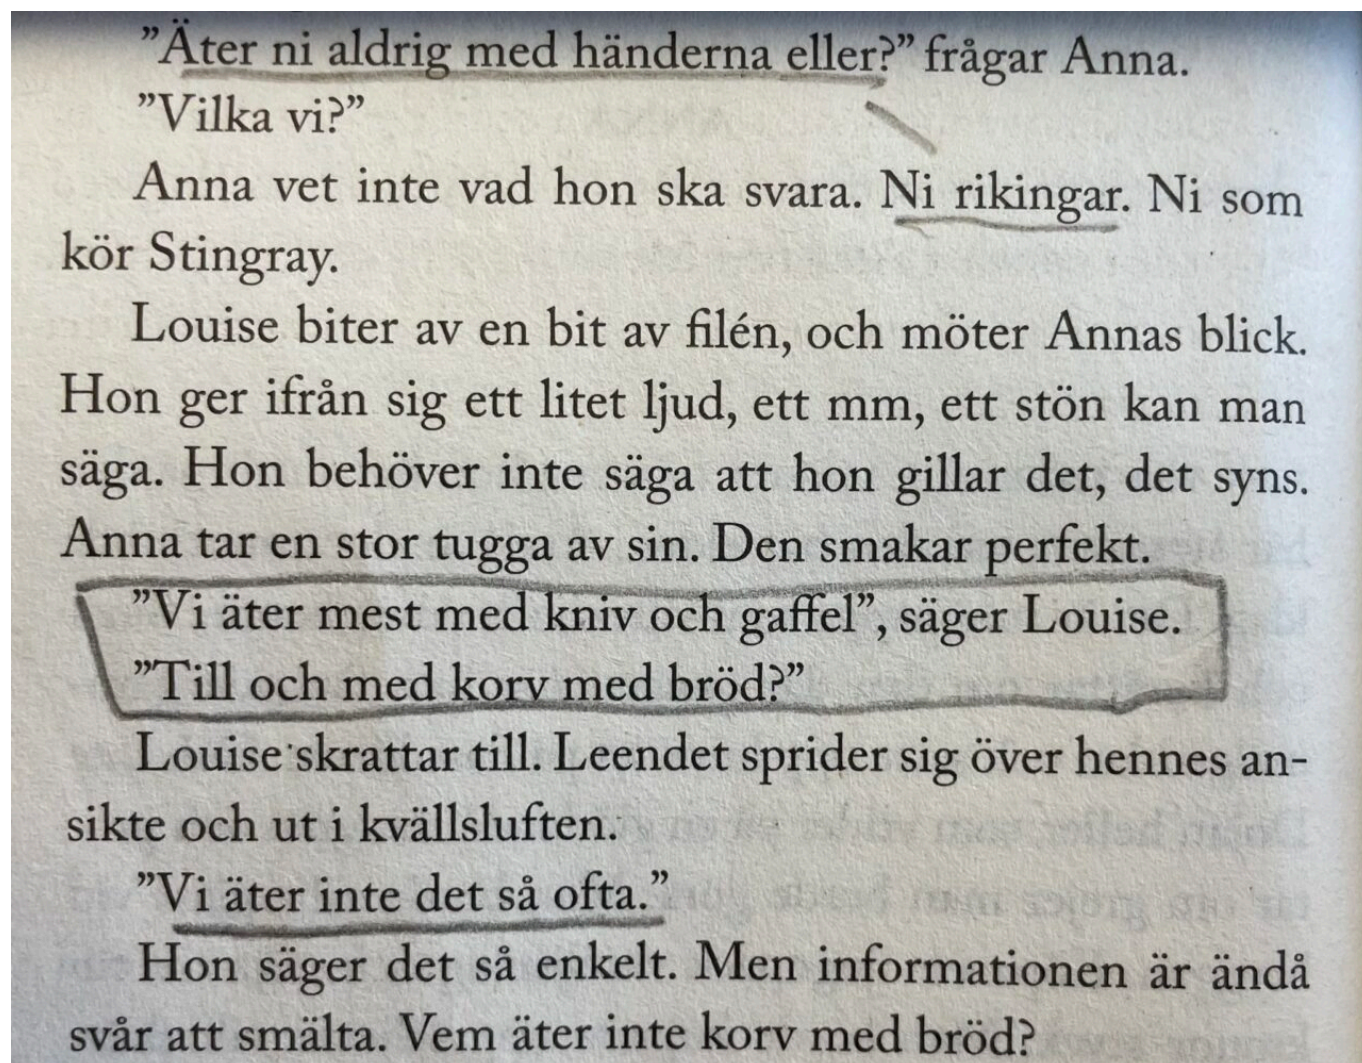 ”Äter ni aldrig med händerna eller?” frågar Anna.
”Vilka vi?”
Anna vet inte vad hon ska svara. Ni rikingar. Ni som
kör Stingray.
Louise biter av en bit av filén, och möter Annas blick.
Hon ger ifrån sig ett litet ljud, ett mm, ett stön kan man
säga. Hon behöver inte säga att hon gillar det, det syns.
Anna tar en stor tugga av sin. Den smakar perfekt.
”Vi äter mest med kniv och gaffel”, säger Louise.
”Till och med korv med bröd?”
Louise skrattar till. Leendet sprider sig över hennes an-
sikte och ut i kvällsluften.
”Vi äter inte det så ofta.”
Hon säger det så enkelt. Men informationen är ändå
svår att smälta. Vem äter inte korv med bröd?